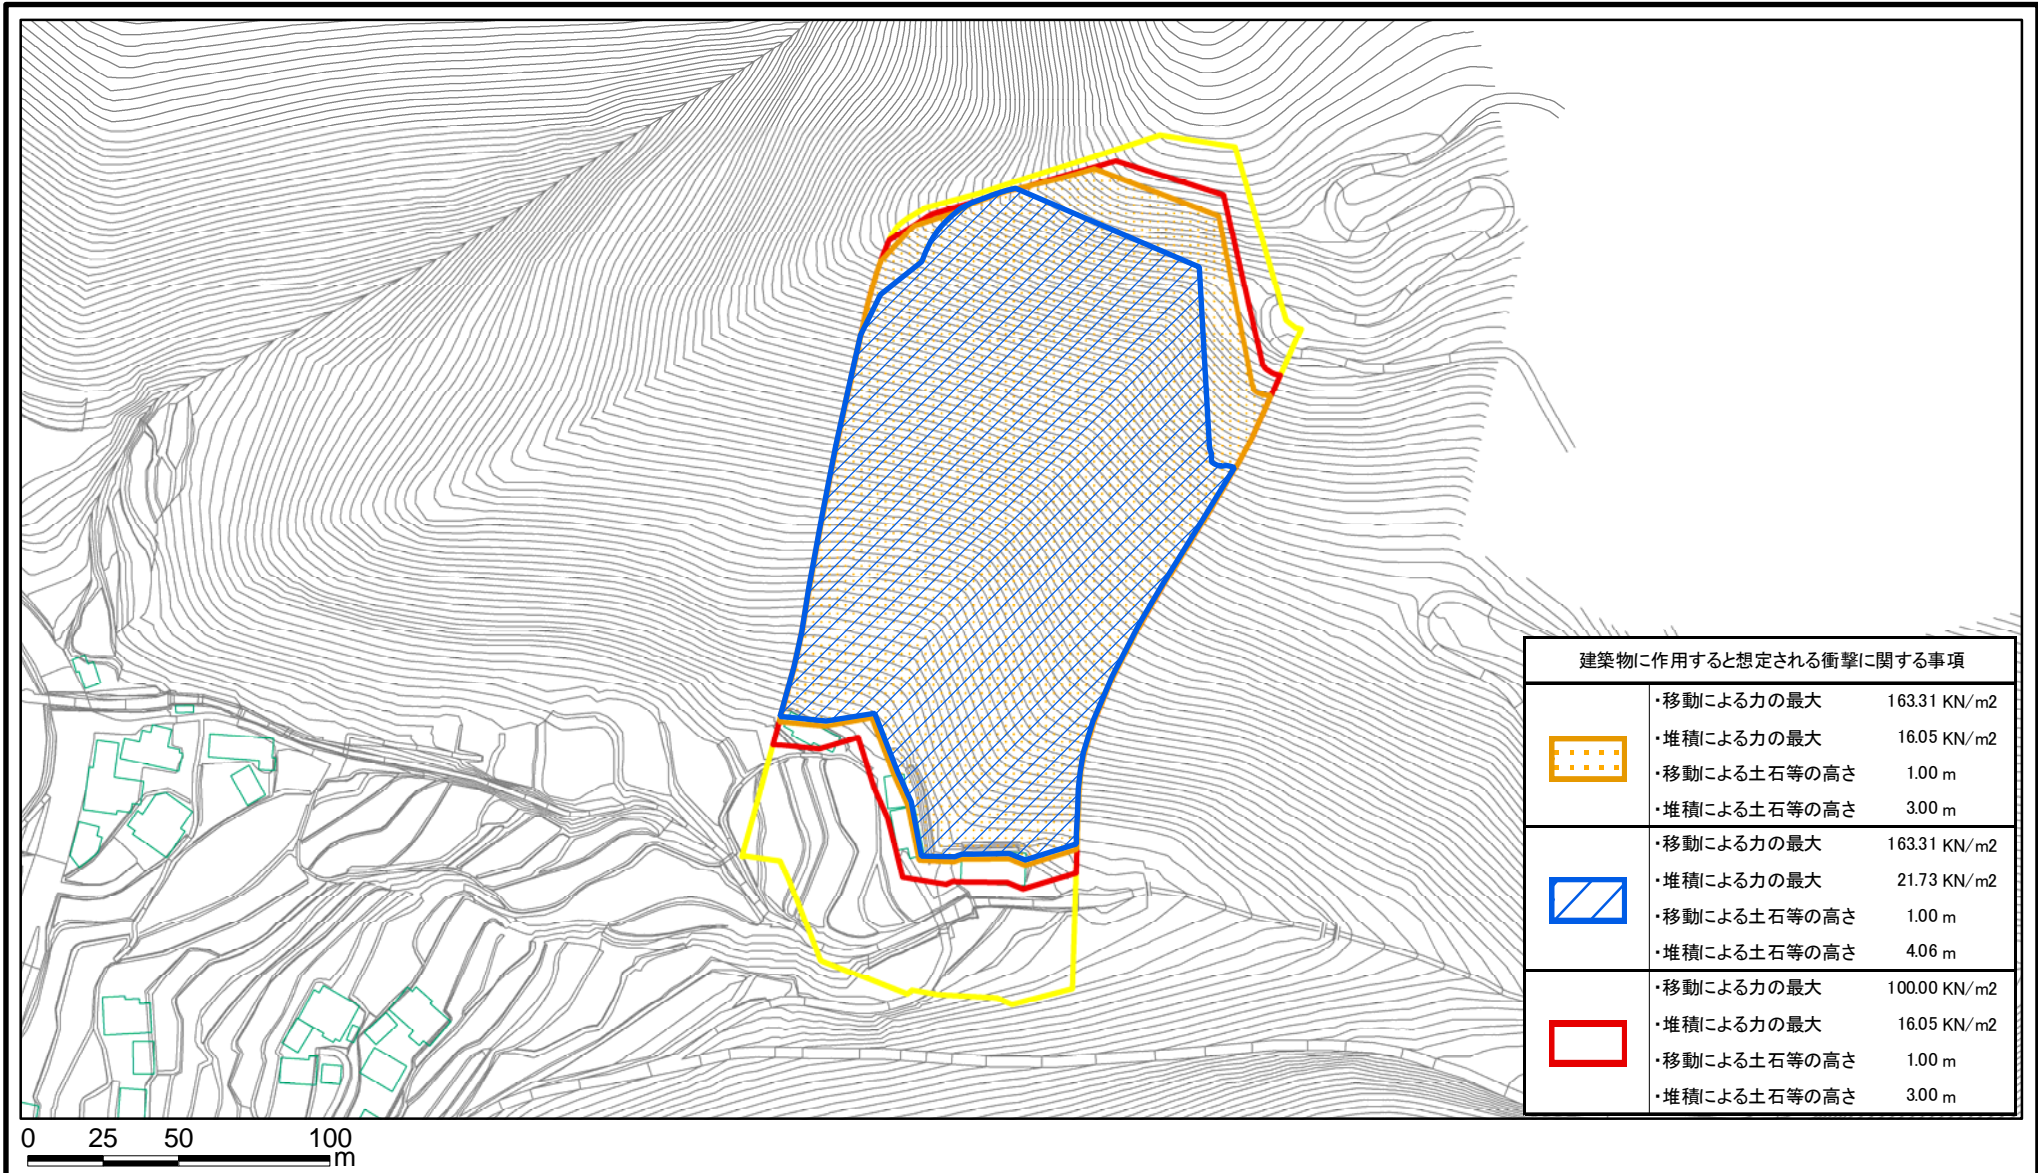 建築物に作用すると想定される衝撃に関する事項
・移動による力の最大 163.31 KN/m2
・堆積による力の最大 16.05 KN/m2
・移動による土石等の高さ 1.00 m
・堆積による土石等の高さ 3.00 m
・移動による力の最大 163.31 KN/m2
・堆積による力の最大 21.73 KN/m2
・移動による土石等の高さ 1.00 m
・堆積による土石等の高さ 4.06 m
・移動による力の最大 100.00 KN/m2
・堆積による力の最大 16.05 KN/m2
・移動による土石等の高さ 1.00 m
・堆積による土石等の高さ 3.00 m
0 25 50 100
m